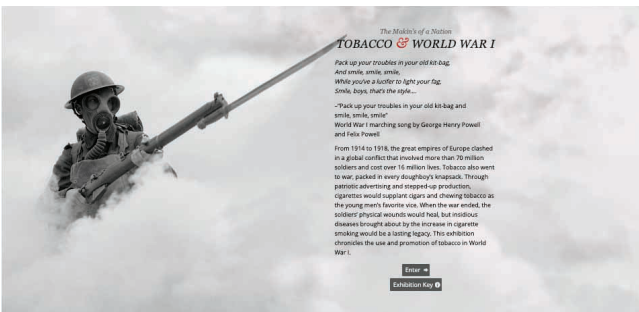 The Makin's of a Nation
TOBACCO & WORLD WAR I
Pack up your troubles in your old kit-bag,
And smile, smile, smile,
While you've a lucifer to light your fag,
Smile, boys, that's the style....
–"Pack up your troubles in your old kit-bag and
smile, smile, smile"
World War I marching song by George Henry Powell
and Felix Powell
From 1914 to 1918, the great empires of Europe clashed
in a global conflict that involved more than 70 million
soldiers and cost over 16 million lives. Tobacco also went
to war, packed in every doughboy's knapsack. Through
patriotic advertising and stepped-up production,
cigarettes would supplant cigars and chewing tobacco as
the young men's favorite vice. When the war ended, the
soldiers' physical wounds would heal, but insidious
diseases brought about by the increase in cigarette
smoking would be a lasting legacy. This exhibition
chronicles the use and promotion of tobacco in World
War I.
Enter
Exhibition Key